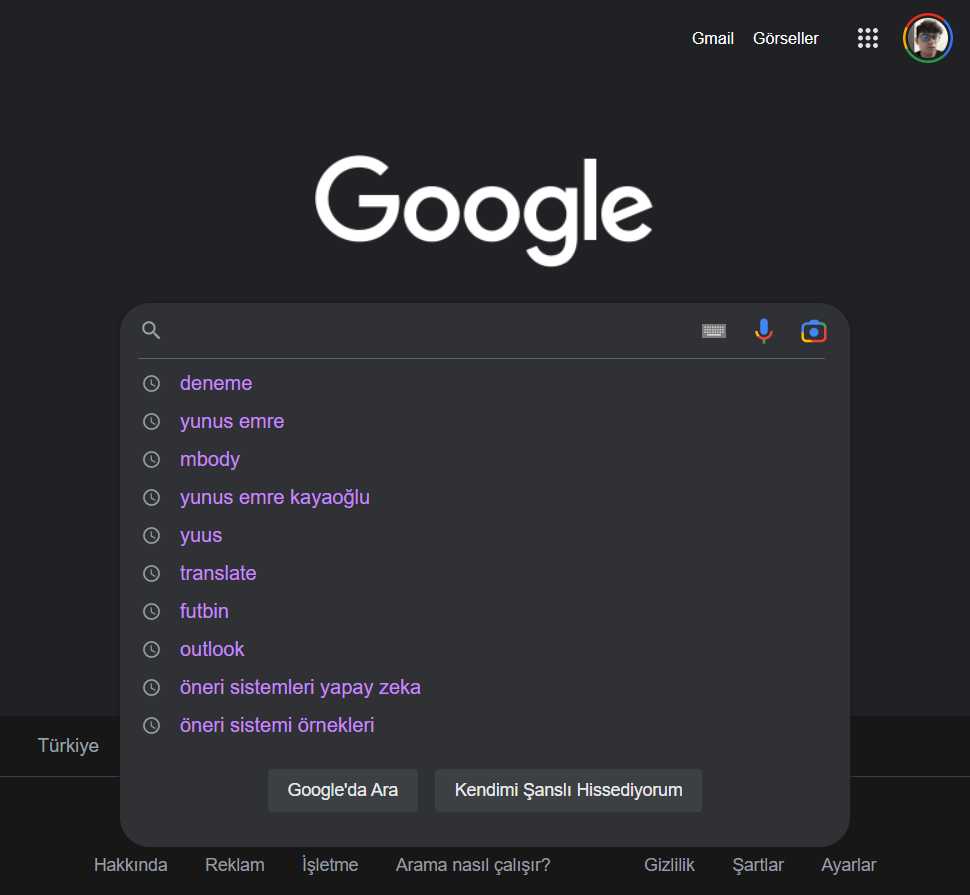 Gmail Görseller
Google
deneme
yunus emre
mbody
yunus emre kayaoğlu
yuus
translate
futbin
outlook
öneri sistemleri yapay zeka
öneri sistemi örnekleri
Türkiye
Google'da Ara Kendimi Şanslı Hissediyorum
Hakkında Reklam İşletme Arama nasıl çalışır? Gizlilik Şartlar Ayarlar